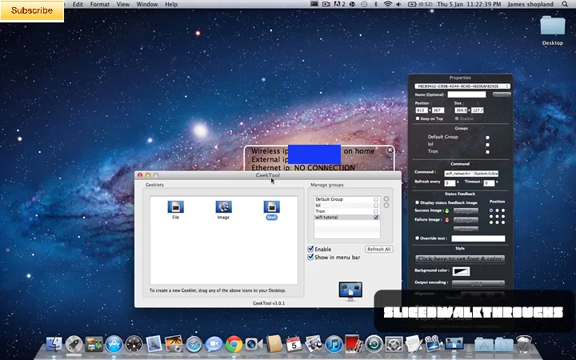 Subscribe
Format View Window Help
(0:52) Thu 5 Jan 11:22:39 PM James shopland
Desktop
Properties
Name (Optional) :
Position : Size
Keep on Top
Groups
Default Group
lol
Tron
Command
Command :
Refresh every 0 Timeout 0
Status Feedback
Display status feedback image Position
Success Image :
Failure Image :
Override text :
Style
Click here to set font & color
Background color :
Output encoding :
Wireless ip on home
External ip
Ethernet ip: NO CONNECTION
GeekTool
Geeklets
File Image Shell
To create a new Geeklet, drag any of the above icons to your Desktop.
GeekTool v3.0.1
Manage groups
Default Group
lol
Tron
wifi tutorial
Enable Refresh All
Show in menu bar
SLICEDWALKTHROUGHS